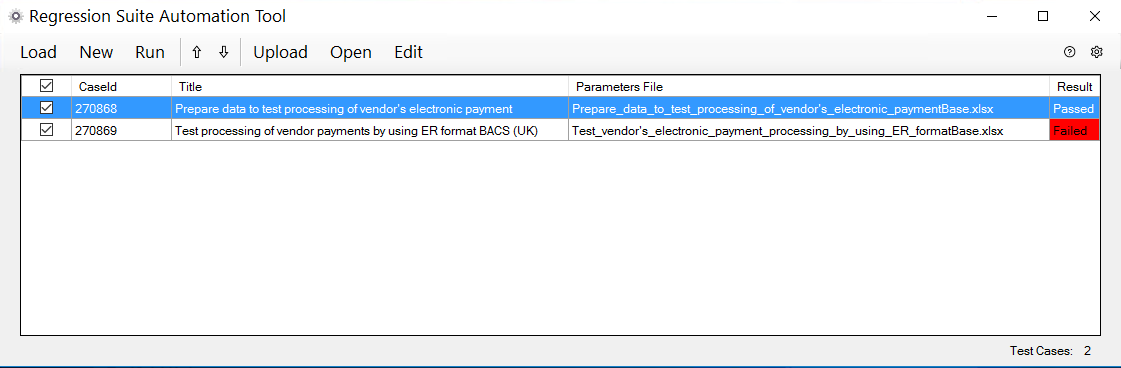 Regression Suite Automation Tool
Load New Run Upload Open Edit
CaseId Title Parameters File Result
270868 Prepare data to test processing of vendor's electronic payment Prepare_data_to_test_processing_of_vendor's_electronic_paymentBase.xlsx Passed
270869 Test processing of vendor payments by using ER format BACS (UK) Test_vendor's_electronic_payment_processing_by_using_ER_formatBase.xlsx Failed
Test Cases: 2